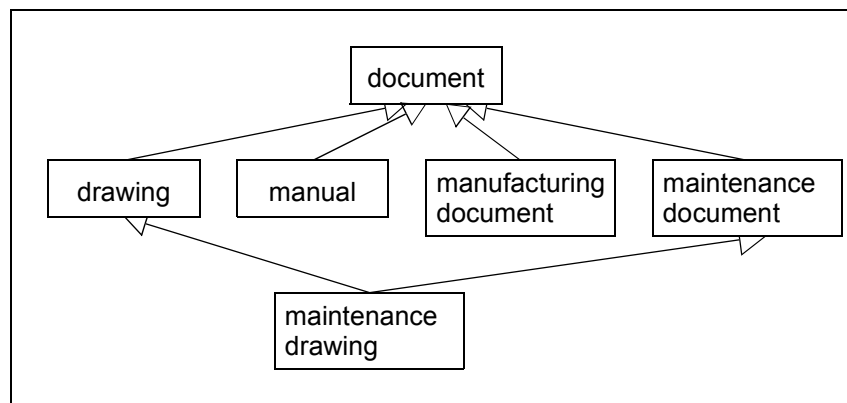 document
drawing
manual
manufacturing
document
maintenance
document
maintenance
drawing